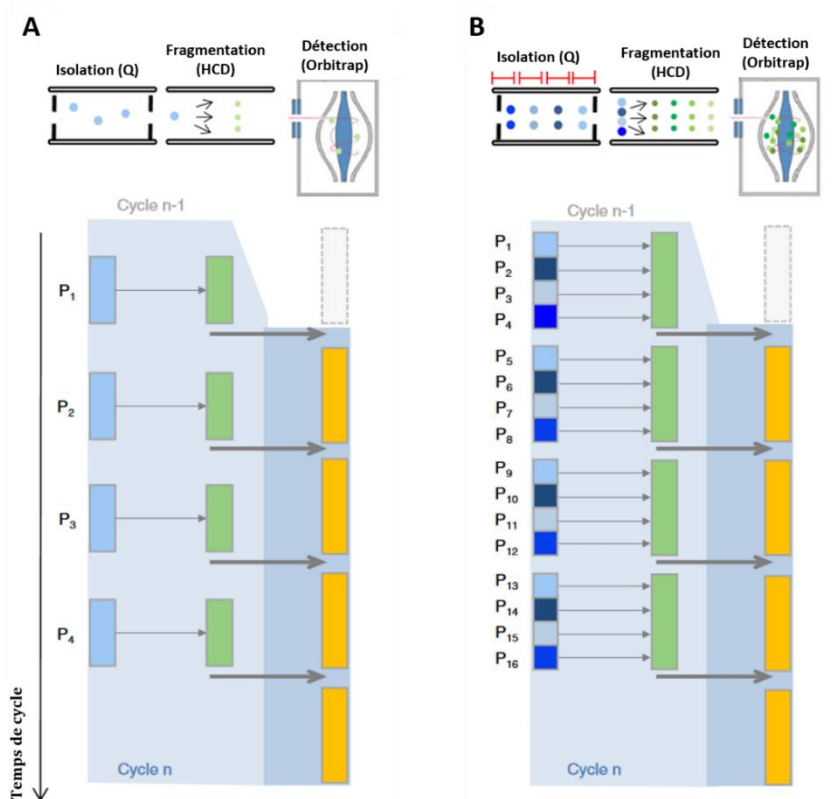 A
Isolation (Q)
Fragmentation
(HCD)
Détection
(Orbitrap)
Cycle n-1
P1
P2
P3
P4
Cycle n
Temps de cycle
B
Isolation (Q)
Fragmentation
(HCD)
Détection
(Orbitrap)
Cycle n-1
P1
P2
P3
P4
P5
P6
P7
P8
P9
P10
P11
P12
P13
P14
P15
P16
Cycle n